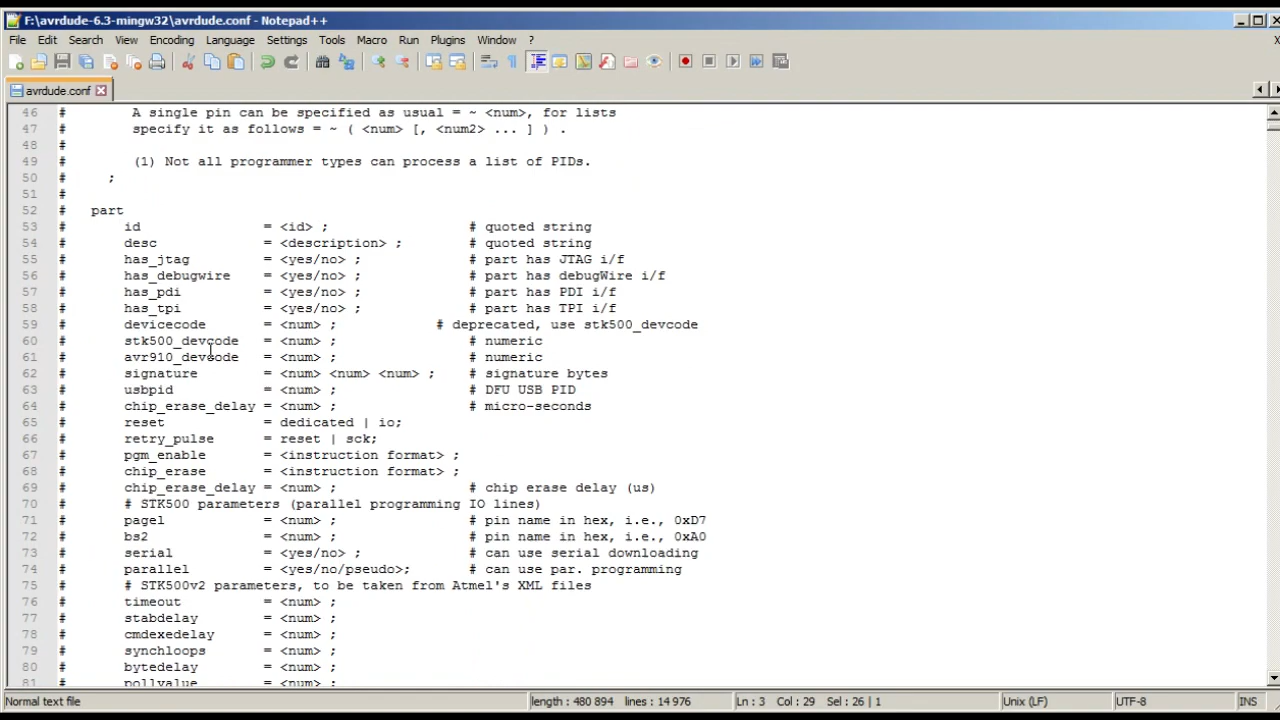 F:\avrdude-6.3-mingw32\avrdude.conf - Notepad++
File Edit Search View Encoding Language Settings Tools Macro Run Plugins Window ? X
avrdude.conf
46 # A single pin can be specified as usual = ~ <num>, for lists
47 # specify it as follows = ~ ( <num> [, <num2> ... ] ) .
48 #
49 # (1) Not all programmer types can process a list of PIDs.
50 # ;
51 #
52 # part
53 # id = <id> ; # quoted string
54 # desc = <description> ; # quoted string
55 # has_jtag = <yes/no> ; # part has JTAG i/f
56 # has_debugwire = <yes/no> ; # part has debugWire i/f
57 # has_pdi = <yes/no> ; # part has PDI i/f
58 # has_tpi = <yes/no> ; # part has TPI i/f
59 # devicecode = <num> ; # deprecated, use stk500_devcode
60 # stk500_devcode = <num> ; # numeric
61 # avr910_devcode = <num> ; # numeric
62 # signature = <num> <num> <num> ; # signature bytes
63 # usbpid = <num> ; # DFU USB PID
64 # chip_erase_delay = <num> ; # micro-seconds
65 # reset = dedicated | io;
66 # retry_pulse = reset | sck;
67 # pgm_enable = <instruction format> ;
68 # chip_erase = <instruction format> ;
69 # chip_erase_delay = <num> ; # chip erase delay (us)
70 # # STK500 parameters (parallel programming IO lines)
71 # pagel = <num> ; # pin name in hex, i.e., 0xD7
72 # bs2 = <num> ; # pin name in hex, i.e., 0xA0
73 # serial = <yes/no> ; # can use serial downloading
74 # parallel = <yes/no/pseudo>; # can use par. programming
75 # # STK500v2 parameters, to be taken from Atmel's XML files
76 # timeout = <num> ;
77 # stabdelay = <num> ;
78 # cmdexedelay = <num> ;
79 # synchloops = <num> ;
80 # bytedelay = <num> ;
81 # pollvalue = <num> ;
Normal text file length : 480 894 lines : 14 976 Ln : 3 Col : 29 Sel : 26 | 1 Unix (LF) UTF-8 INS